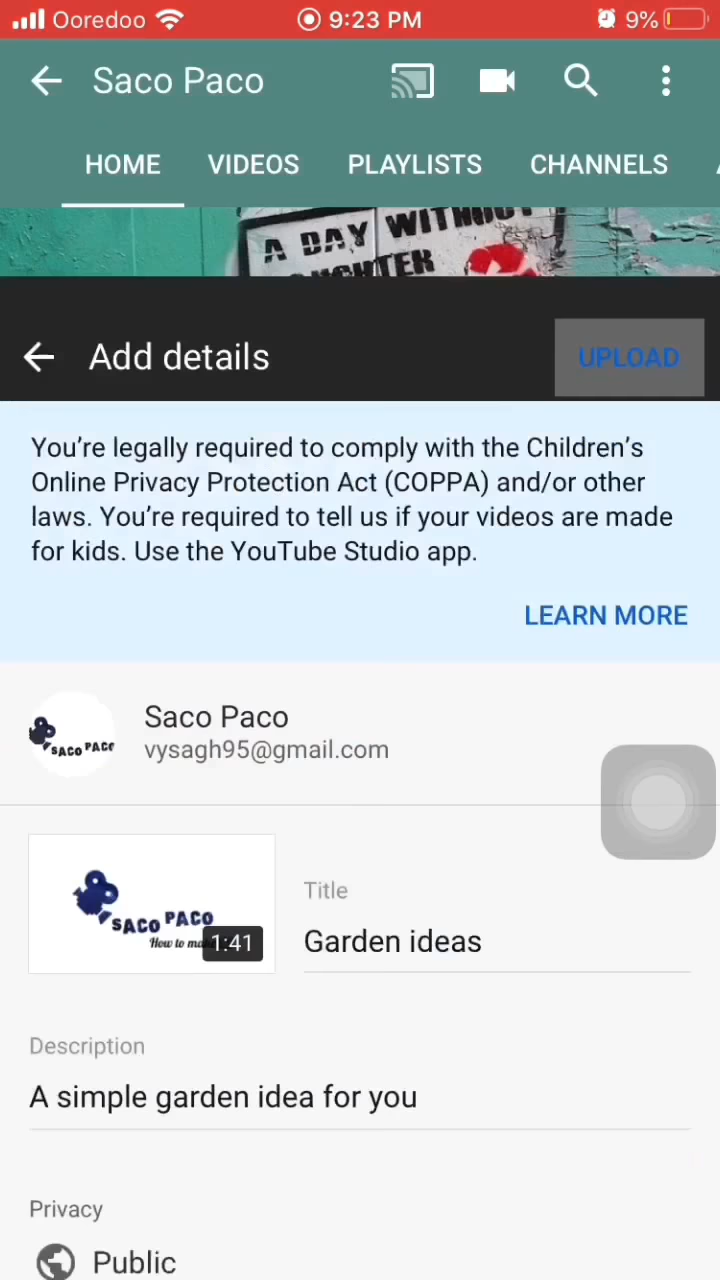 Ooredoo 9:23 PM 9%
Saco Paco
HOME VIDEOS PLAYLISTS CHANNELS
A DAY WITHOUT
Add details UPLOAD
You’re legally required to comply with the Children’s
Online Privacy Protection Act (COPPA) and/or other
laws. You’re required to tell us if your videos are made
for kids. Use the YouTube Studio app.
LEARN MORE
SACO PACO
Saco Paco
vysagh95@gmail.com
SACO PACO
How to
1:41
Title
Garden ideas
Description
A simple garden idea for you
Privacy
Public